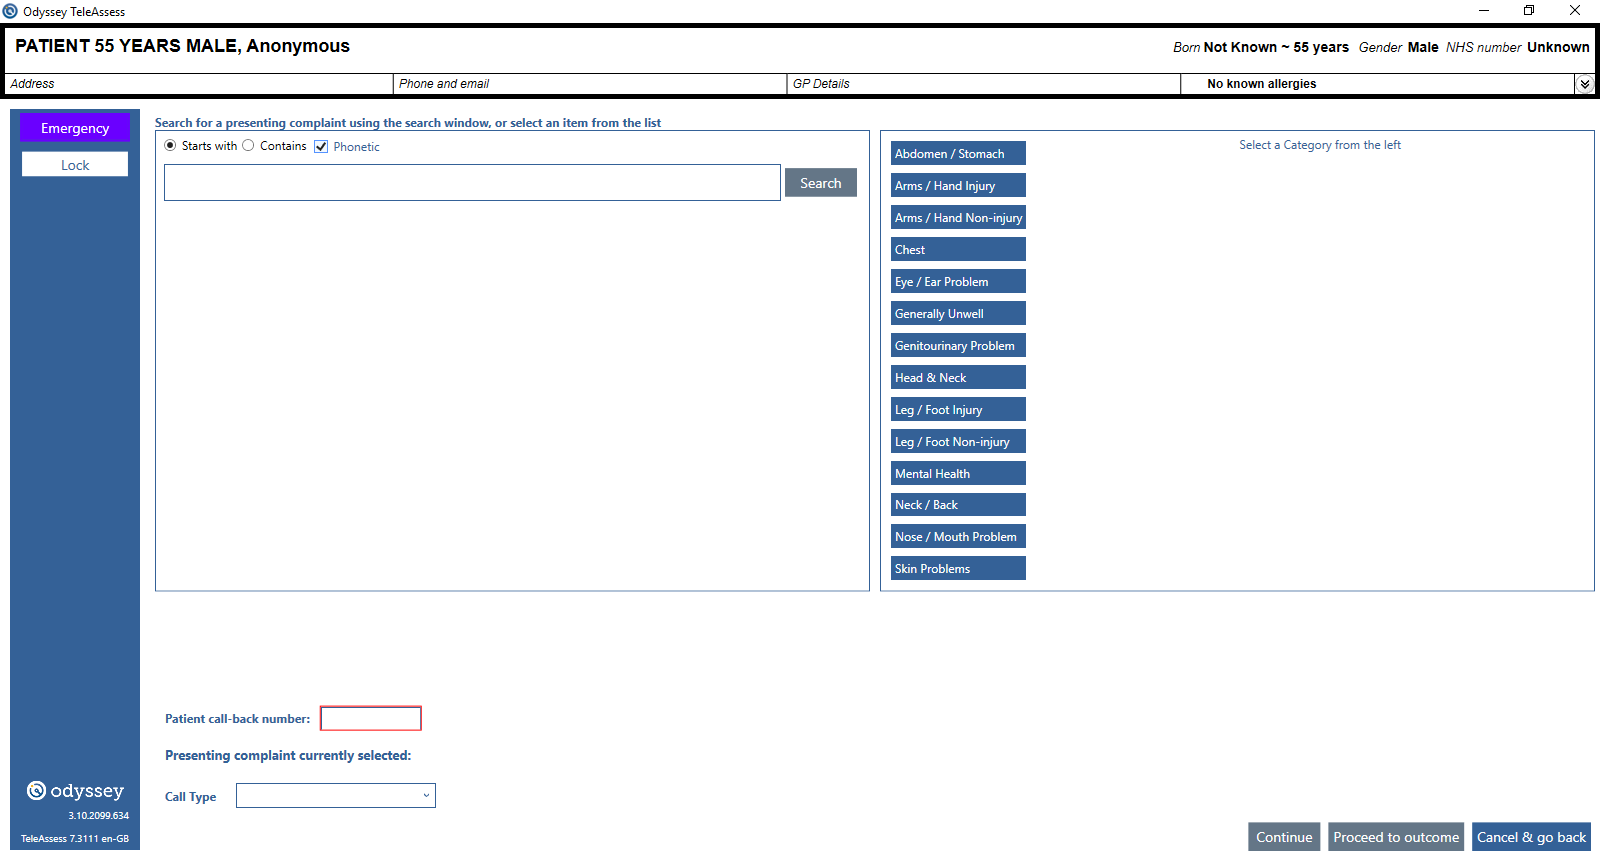 Odyssey TeleAssess
PATIENT 55 YEARS MALE, Anonymous
Born Not Known ~ 55 years Gender Male NHS number Unknown
Address
Phone and email
GP Details
No known allergies
Emergency
Lock
Search for a presenting complaint using the search window, or select an item from the list
Starts with Contains Phonetic
Search
Select a Category from the left
Abdomen / Stomach
Arms / Hand Injury
Arms / Hand Non-injury
Chest
Eye / Ear Problem
Generally Unwell
Genitourinary Problem
Head & Neck
Leg / Foot Injury
Leg / Foot Non-injury
Mental Health
Neck / Back
Nose / Mouth Problem
Skin Problems
Patient call-back number:
Presenting complaint currently selected:
Call Type
odyssey
3.10.2099.634
TeleAssess 7.3111 en-GB
Continue
Proceed to outcome
Cancel & go back